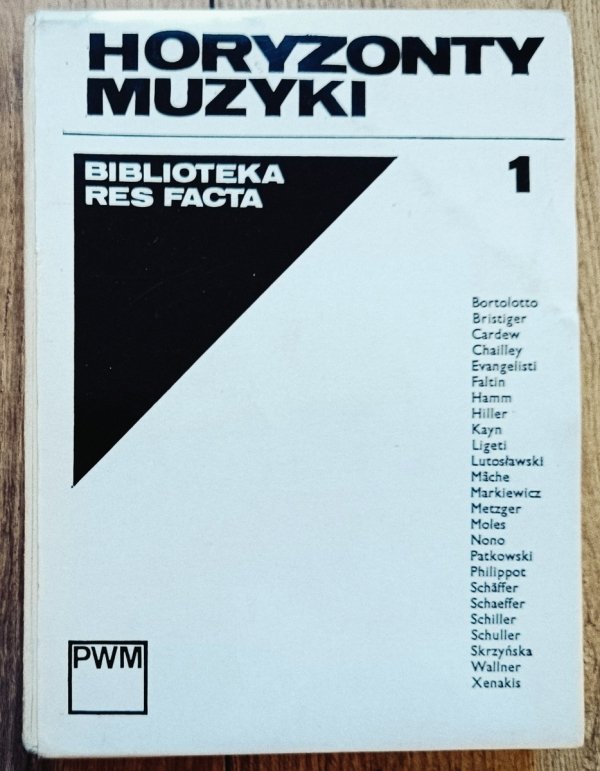 HORYZONTY
MUZYKI
BIBLIOTEKA
RES FACTA
1
Bortolotto
Bristiger
Cardew
Chailley
Evangelisti
Faltin
Hamm
Hiller
Kayn
Ligeti
Lutosławski
Mâche
Markiewicz
Metzger
Moles
Nono
Patkowski
Philippot
Schäffer
Schaeffer
Schiller
Schuller
Skrzyńska
Wallner
Xenakis
PWM